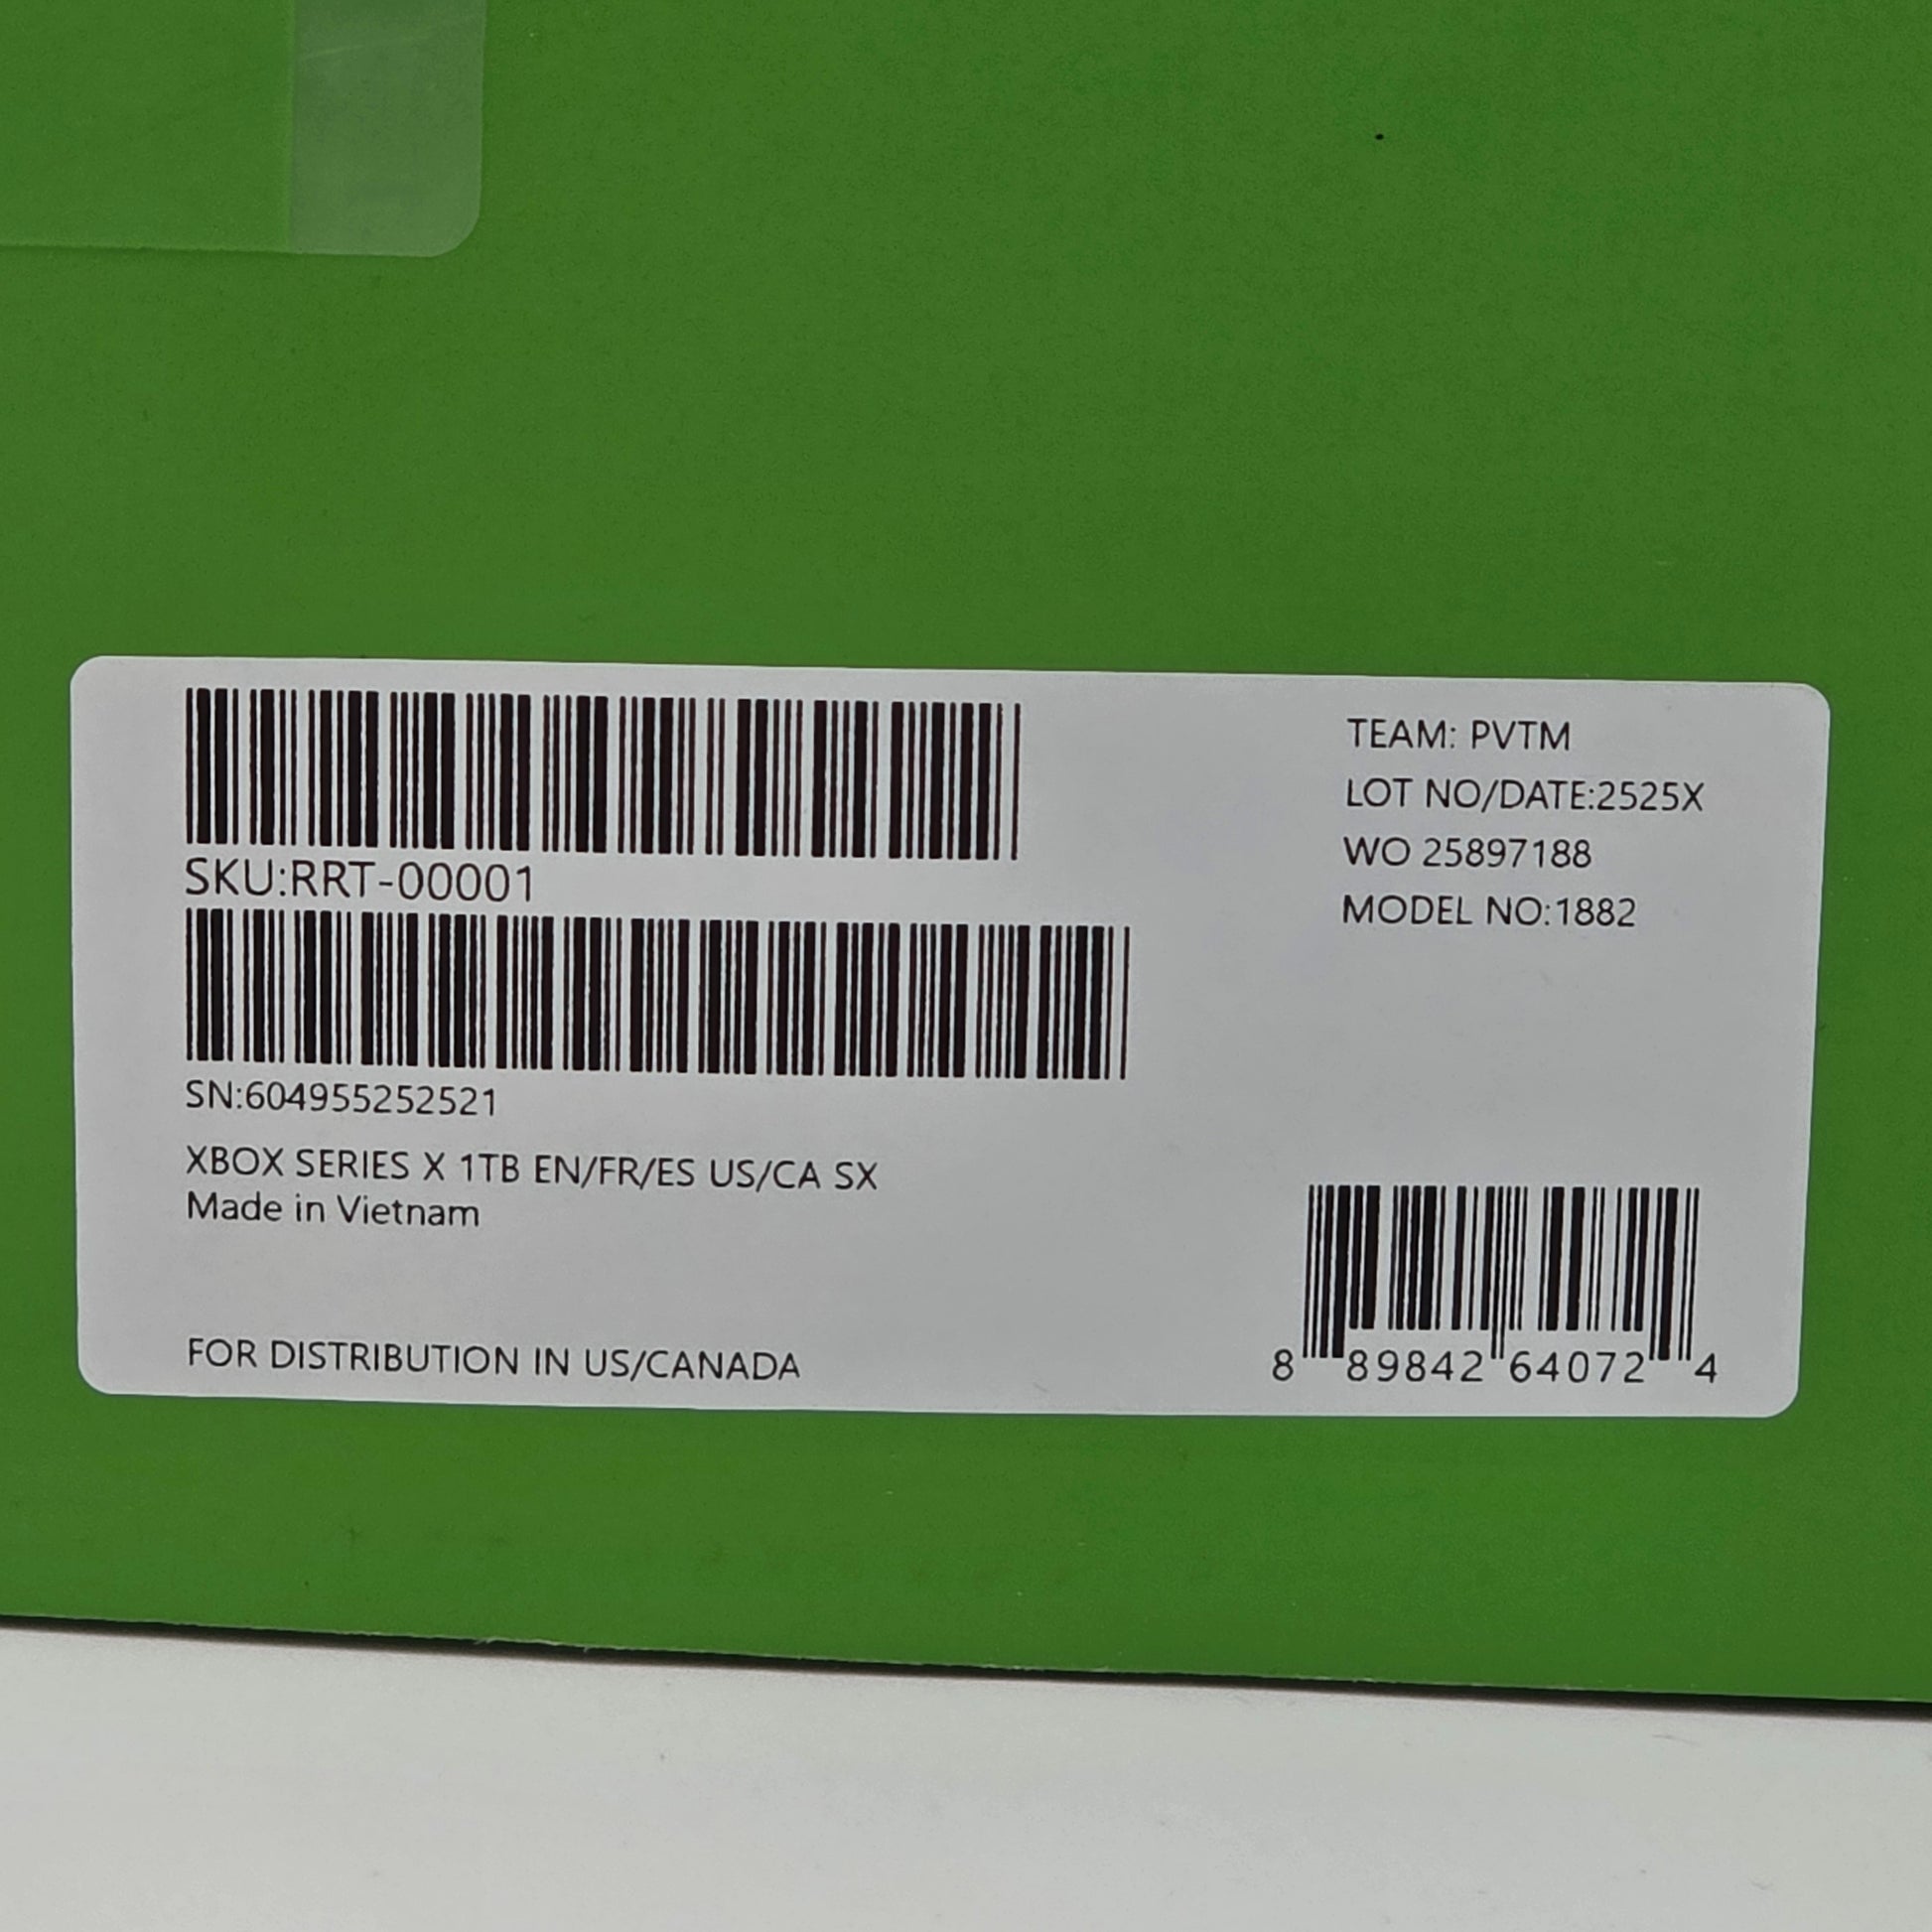 SKU:RRT-00001
SN:604955252521
XBOX SERIES X 1TB EN/FR/ES US/CA SX
Made in Vietnam
FOR DISTRIBUTION IN US/CANADA
TEAM: PVTM
LOT NO/DATE:2525X
WO 25897188
MODEL NO:1882
8 89842 64072 4